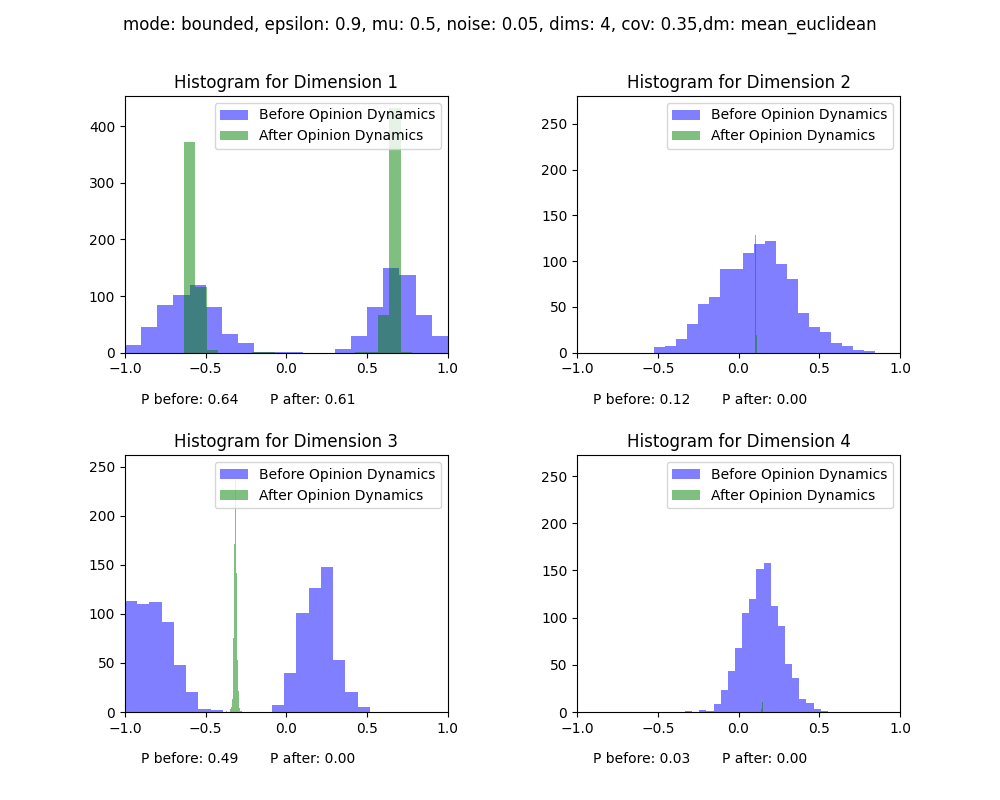 mode: bounded, epsilon: 0.9, mu: 0.5, noise: 0.05, dims: 4, cov: 0.35,dm: mean_euclidean
Histogram for Dimension 1
Before Opinion Dynamics
After Opinion Dynamics
400
300
200
100
0
−1.0 −0.5 0.0 0.5 1.0
P before: 0.64 P after: 0.61
Histogram for Dimension 2
Before Opinion Dynamics
After Opinion Dynamics
250
200
150
100
50
0
−1.0 −0.5 0.0 0.5 1.0
P before: 0.12 P after: 0.00
Histogram for Dimension 3
Before Opinion Dynamics
After Opinion Dynamics
250
200
150
100
50
0
−1.0 −0.5 0.0 0.5 1.0
P before: 0.49 P after: 0.00
Histogram for Dimension 4
Before Opinion Dynamics
After Opinion Dynamics
250
200
150
100
50
0
−1.0 −0.5 0.0 0.5 1.0
P before: 0.03 P after: 0.00